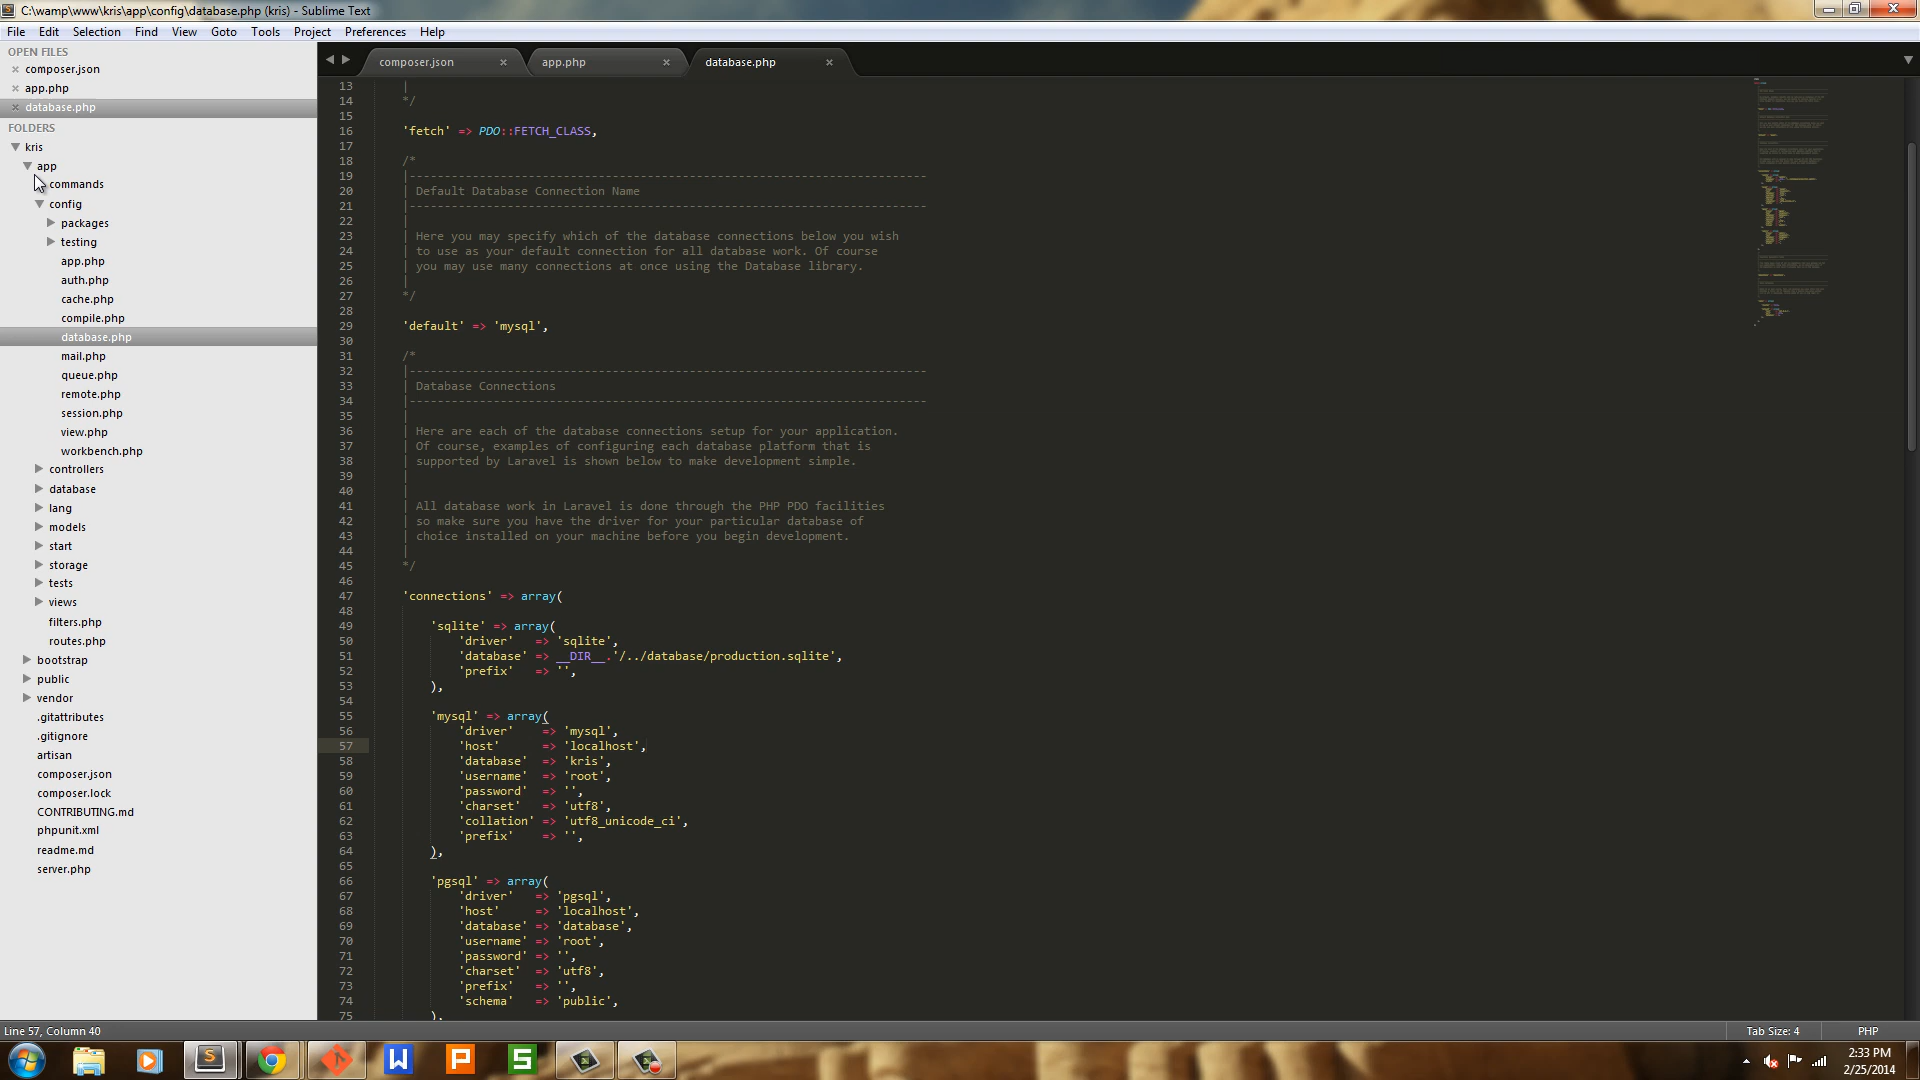 C:\wamp\www\kris\app\config\database.php (kris) - Sublime Text
File Edit Selection Find View Goto Tools Project Preferences Help
OPEN FILES
composer.json
app.php
database.php
FOLDERS
kris
app
commands
config
packages
testing
app.php
auth.php
cache.php
compile.php
database.php
mail.php
queue.php
remote.php
session.php
view.php
workbench.php
controllers
database
lang
models
start
storage
tests
views
filters.php
routes.php
bootstrap
public
vendor
.gitattributes
.gitignore
artisan
composer.json
composer.lock
CONTRIBUTING.md
phpunit.xml
readme.md
server.php
composer.json app.php database.php
13 |
14 */
15
16 'fetch' => PDO::FETCH_CLASS,
17
18 /*
19 |--------------------------------------------------------------------------
20 | Default Database Connection Name
21 |--------------------------------------------------------------------------
22 |
23 | Here you may specify which of the database connections below you wish
24 | to use as your default connection for all database work. Of course
25 | you may use many connections at once using the Database library.
26 |
27 */
28
29 'default' => 'mysql',
30
31 /*
32 |--------------------------------------------------------------------------
33 | Database Connections
34 |--------------------------------------------------------------------------
35 |
36 | Here are each of the database connections setup for your application.
37 | Of course, examples of configuring each database platform that is
38 | supported by Laravel is shown below to make development simple.
39 |
40 |
41 | All database work in Laravel is done through the PHP PDO facilities
42 | so make sure you have the driver for your particular database of
43 | choice installed on your machine before you begin development.
44 |
45 */
46
47 'connections' => array(
48
49 'sqlite' => array(
50 'driver' => 'sqlite',
51 'database' => __DIR__.'/../database/production.sqlite',
52 'prefix' => '',
53 ),
54
55 'mysql' => array(
56 'driver' => 'mysql',
57 'host' => 'localhost',
58 'database' => 'kris',
59 'username' => 'root',
60 'password' => '',
61 'charset' => 'utf8',
62 'collation' => 'utf8_unicode_ci',
63 'prefix' => '',
64 ),
65
66 'pgsql' => array(
67 'driver' => 'pgsql',
68 'host' => 'localhost',
69 'database' => 'database',
70 'username' => 'root',
71 'password' => '',
72 'charset' => 'utf8',
73 'prefix' => '',
74 'schema' => 'public',
75 ),
Line 57, Column 40
Tab Size: 4 PHP
W P S
2:33 PM
2/25/2014